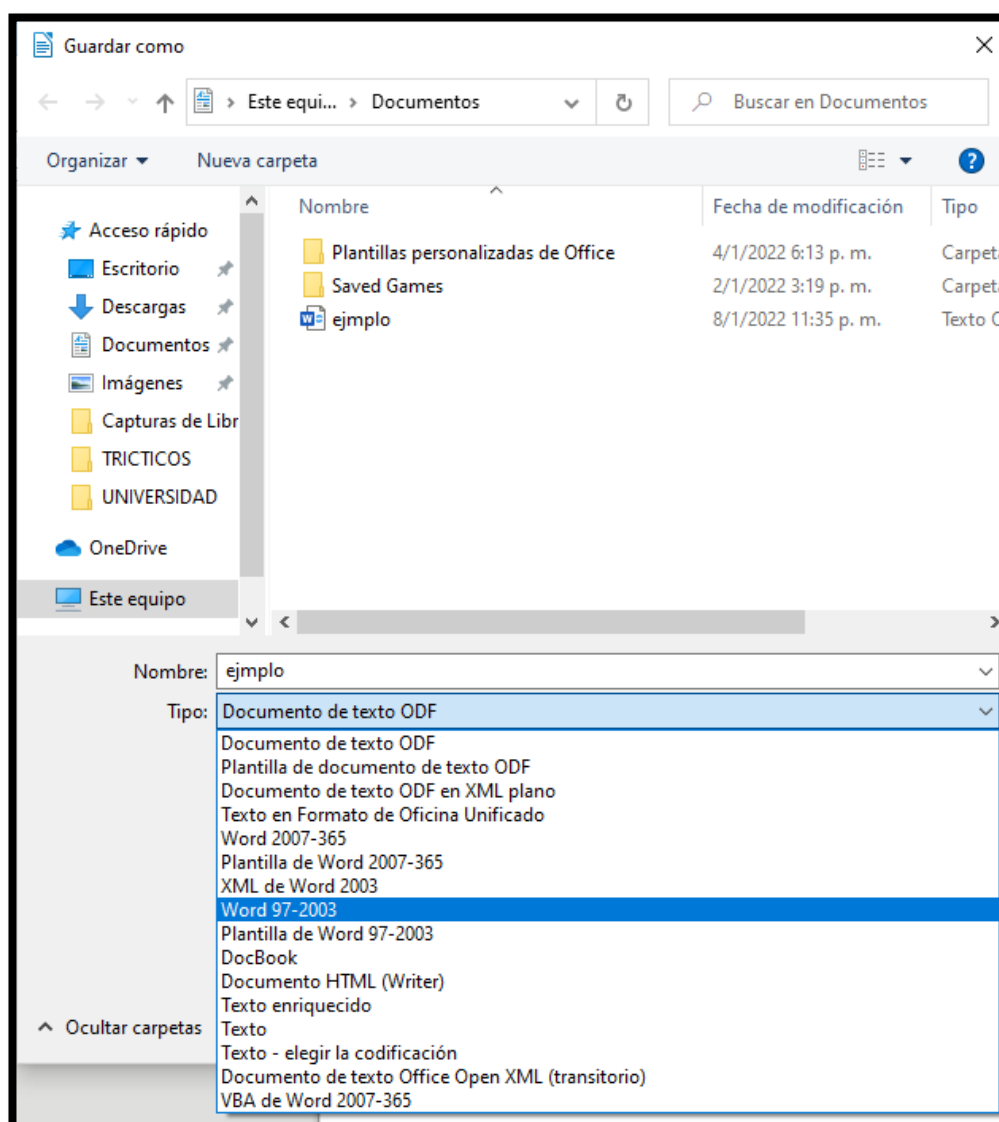 Guardar como
Este equi... > Documentos
Buscar en Documentos
Organizar
Nueva carpeta
?
Nombre
Fecha de modificación
Tipo
Acceso rápido
Escritorio
Descargas
Documentos
Imágenes
Capturas de Libr
TRICTICOS
UNIVERSIDAD
OneDrive
Este equipo
Plantillas personalizadas de Office 4/1/2022 6:13 p. m. Carpet
Saved Games 2/1/2022 3:19 p. m. Carpet
ejmplo 8/1/2022 11:35 p. m. Texto
Nombre: ejmplo
Tipo: Documento de texto ODF
Documento de texto ODF
Plantilla de documento de texto ODF
Documento de texto ODF en XML plano
Texto en Formato de Oficina Unificado
Word 2007-365
Plantilla de Word 2007-365
XML de Word 2003
Word 97-2003
Plantilla de Word 97-2003
DocBook
Documento HTML (Writer)
Texto enriquecido
Texto
Texto - elegir la codificación
Documento de texto Office Open XML (transitorio)
VBA de Word 2007-365
Ocultar carpetas